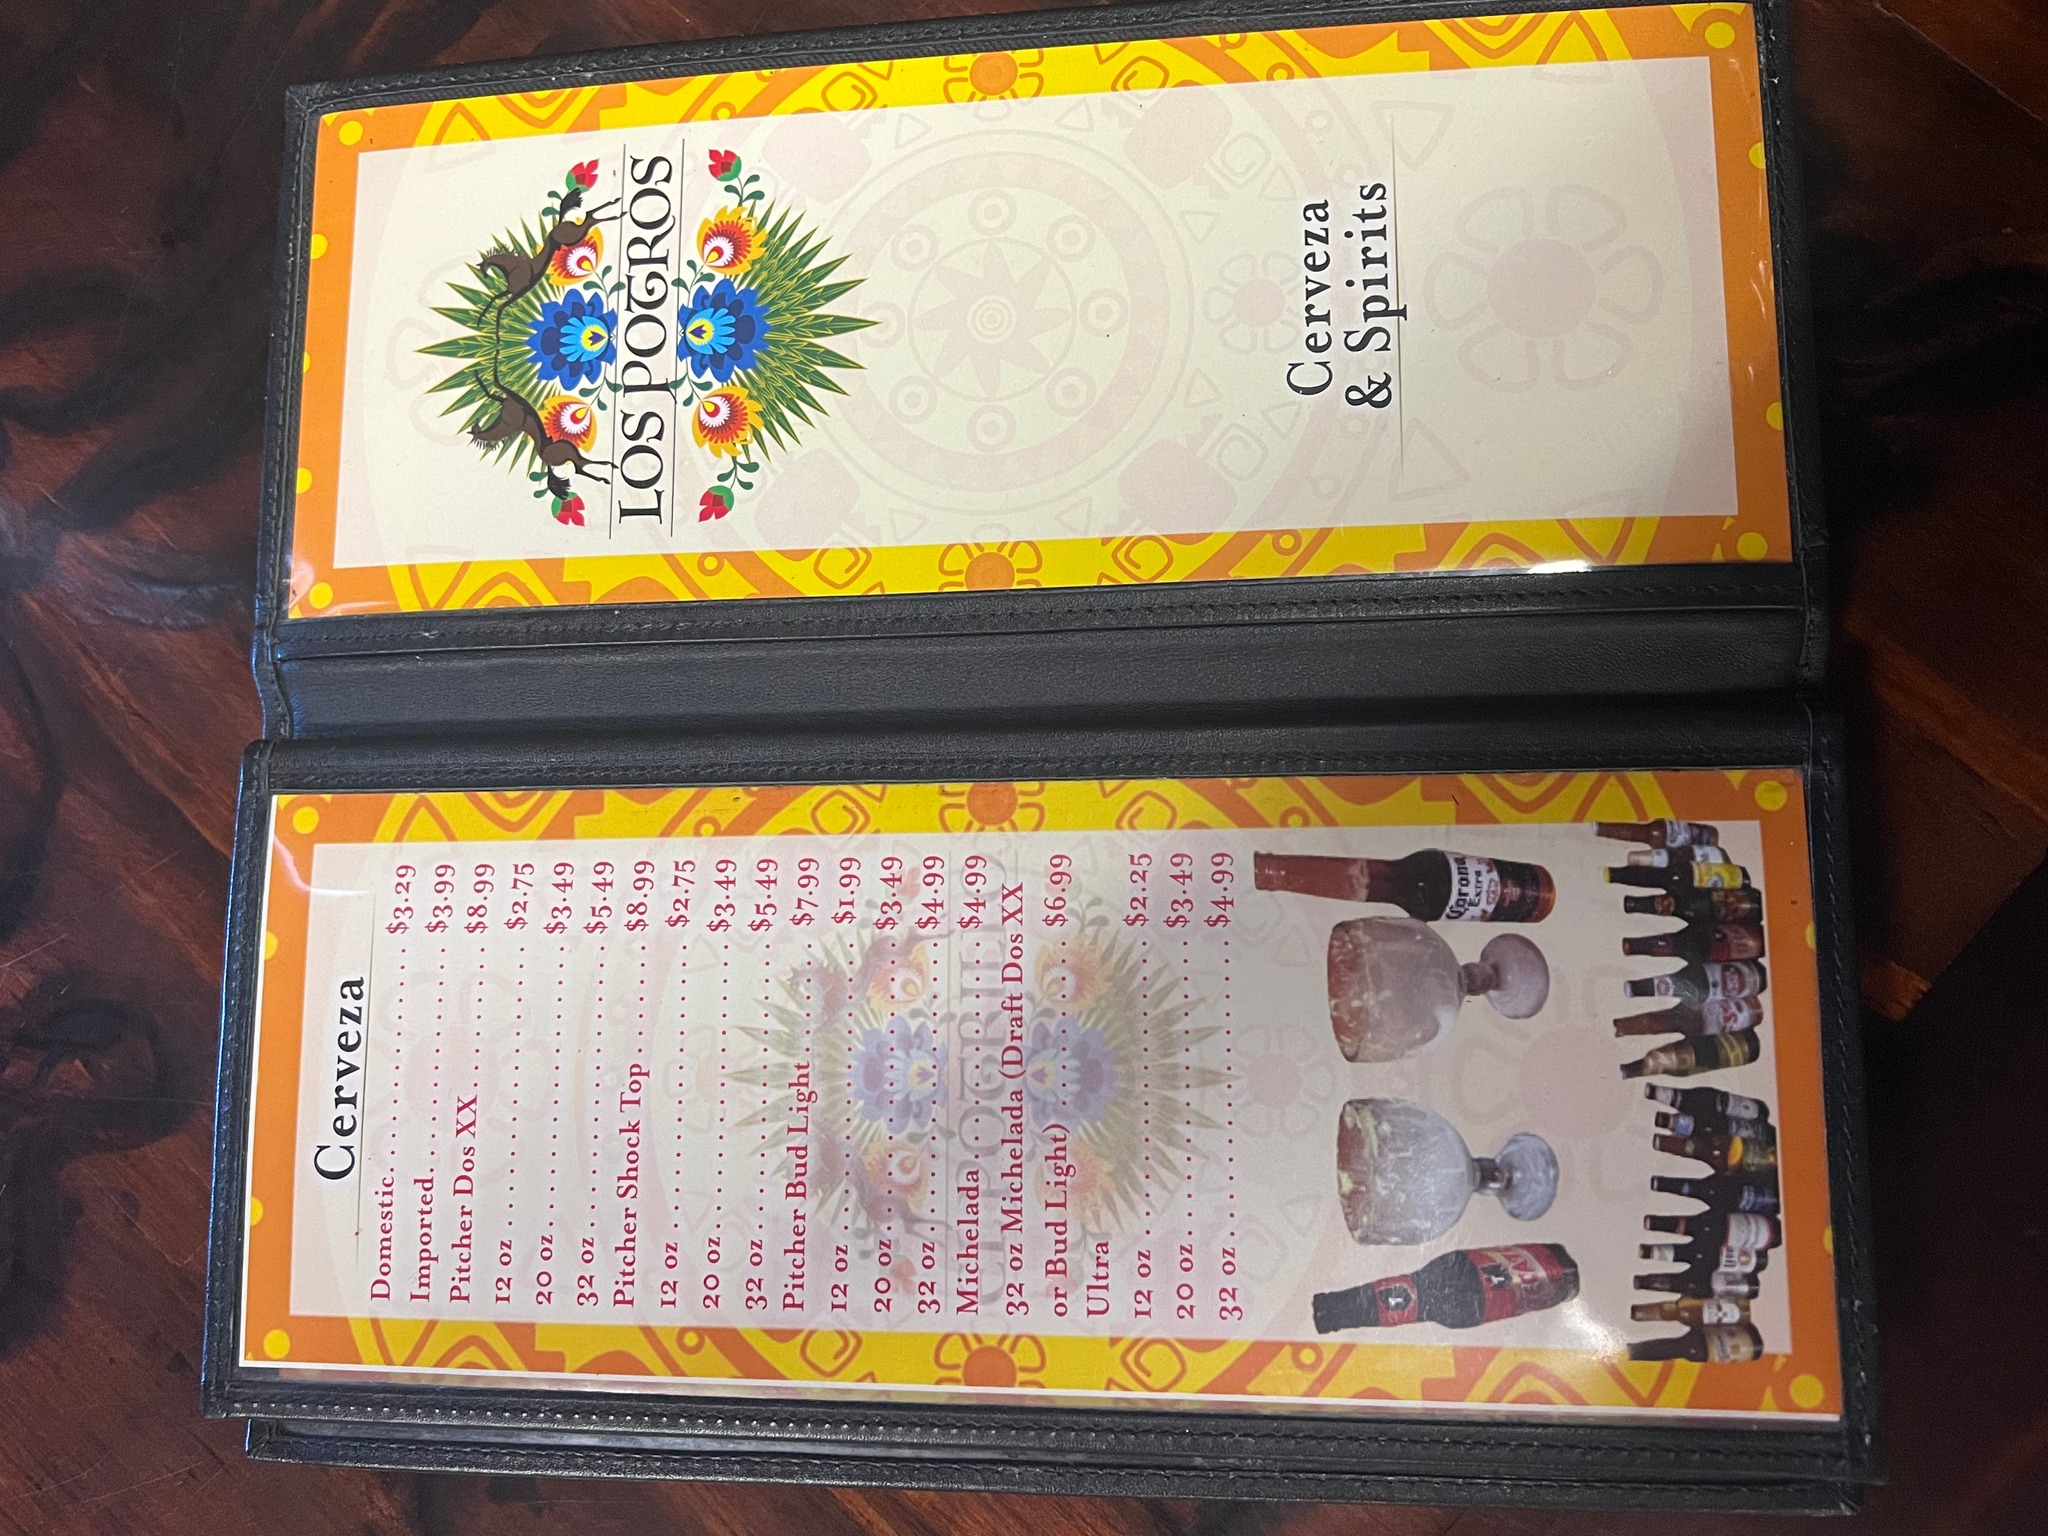 Cerveza
Domestic.................$3.29
Imported.................$3.99
Pitcher Dos XX.........$8.99
12 oz.......................$2.75
20 oz......................$3.49
32 oz......................$5.49
Pitcher Shock Top.......$8.99
12 oz.......................$2.75
20 oz......................$3.49
32 oz......................$5.49
Pitcher Bud Light........$7.99
12 oz.......................$1.99
20 oz......................$3.49
32 oz......................$4.99
Michelada................$4.99
32 oz Michelada (Draft Dos XX
or Bud Light)............$6.99
Ultra
12 oz.......................$2.25
20 oz......................$3.49
32 oz......................$4.99
Corona
Extra
LOS POTROS
Cerveza
& Spirits